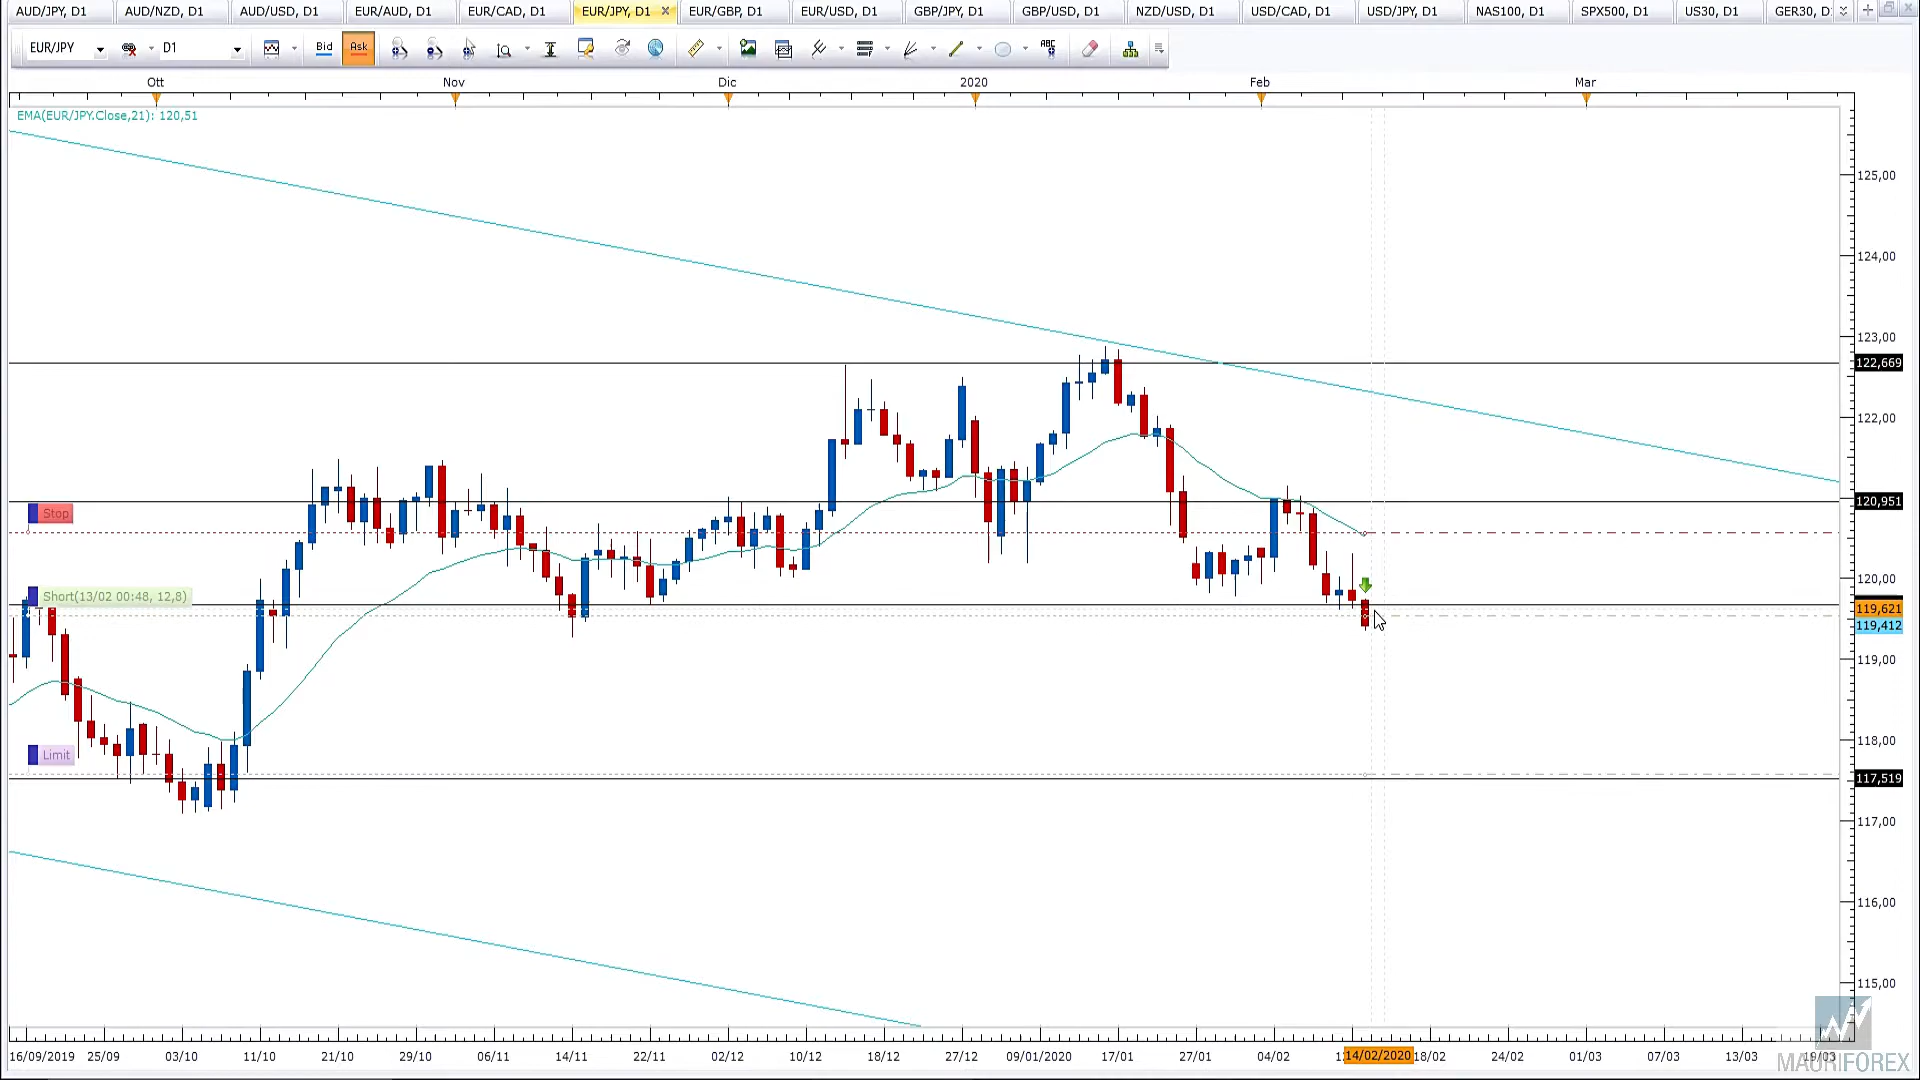 AUD/JPY, D1 AUD/NZD, D1 AUD/USD, D1 EUR/AUD, D1 EUR/CAD, D1 EUR/JPY, D1 EUR/GBP, D1 EUR/USD, D1 GBP/JPY, D1 GBP/USD, D1 NZD/USD, D1 USD/CAD, D1 USD/JPY, D1 NAS100, D1 SPX500, D1 US30, D1 GER30, D
EUR/JPY D1 Bid Ask ABC
Ott Nov Dic 2020 Feb Mar
EMA(EUR/JPY.Close,21): 120,51
125,00
124,00
123,00
122,669
122,00
120,951
Stop
120,00
Short(13/02 00:48, 12,8)
119,621
119,412
119,00
118,00
Limit
117,519
117,00
116,00
115,00
16/09/2019 25/09 03/10 11/10 21/10 29/10 06/11 14/11 22/11 02/12 10/12 18/12 27/12 09/01/2020 17/01 27/01 04/02 14/02/2020 18/02 24/02 01/03 07/03 13/03 19/03
MAURIFOREX